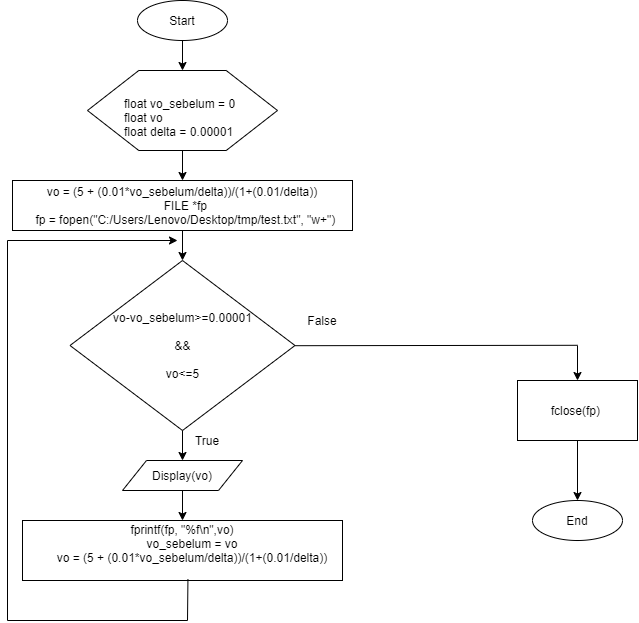 Start
float vo_sebelum = 0
float vo
float delta = 0.00001
vo = (5 + (0.01*vo_sebelum/delta))/(1+(0.01/delta))
FILE *fp
fp = fopen("C:/Users/Lenovo/Desktop/tmp/test.txt", "w+")
vo-vo_sebelum>=0.00001
&&
vo<=5
False
True
Display(vo)
fprintf(fp, "%f\n",vo)
vo_sebelum = vo
vo = (5 + (0.01*vo_sebelum/delta))/(1+(0.01/delta))
fclose(fp)
End